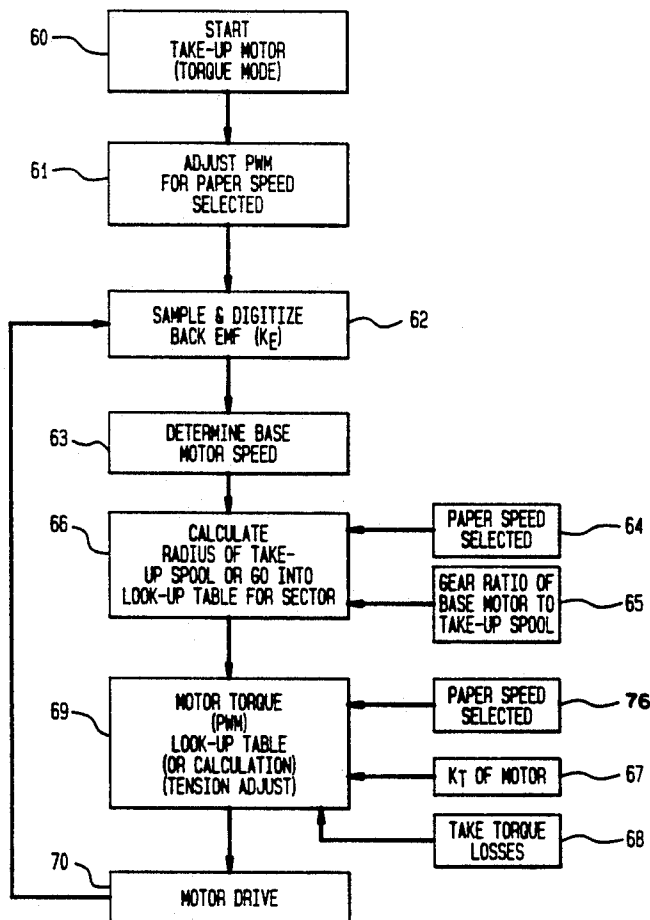 60
START
TAKE-UP MOTOR
(TORQUE MODE)
61
ADJUST PWM
FOR PAPER SPEED
SELECTED
SAMPLE & DIGITIZE
BACK EMF (KE)
62
63
DETERMINE BASE
MOTOR SPEED
66
CALCULATE
RADIUS OF TAKE-
UP SPOOL OR GO INTO
LOOK-UP TABLE FOR SECTOR
PAPER SPEED
SELECTED
64
GEAR RATIO OF
BASE MOTOR TO
TAKE-UP SPOOL
65
69
MOTOR TORQUE
(PWM)
LOOK-UP TABLE
(OR CALCULATION)
(TENSION ADJUST)
PAPER SPEED
SELECTED
76
KT OF MOTOR
67
TAKE TORQUE
LOSSES
68
70
MOTOR DRIVE